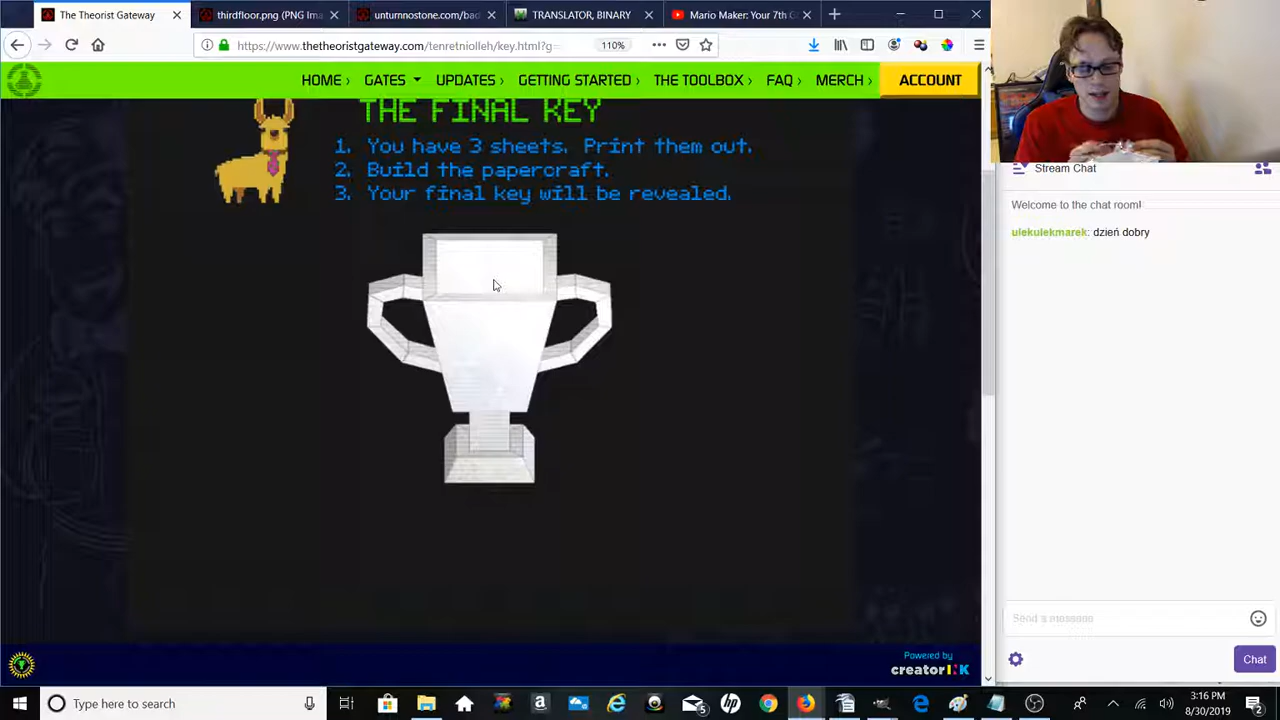 The Theorist Gateway
thirdfloor.png (PNG Ima
unturnnostone.com/bad
TRANSLATOR, BINARY
Mario Maker: Your 7th G
https://www.thetheoristgateway.com/tenretniolleh/key.html?g=
110%
HOME
GATES
UPDATES
GETTING STARTED
THE TOOLBOX
FAQ
MERCH
ACCOUNT
THE FINAL KEY
1. You have 3 sheets. Print them out.
2. Build the papercraft.
3. Your final key will be revealed.
Powered by
creatorINK
Stream Chat
Welcome to the chat room!
ulekulekmarek: dzień dobry
Send a message
Chat
Type here to search
5
3:16 PM
8/30/2019
2